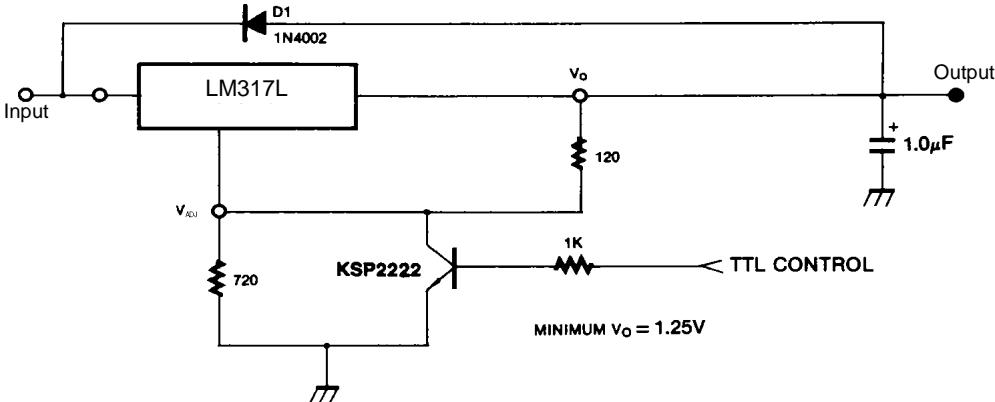 D1
1N4002
LM317L
Vo
Output
Input
+
1.0μF
120
VADJ
1K
KSP2222
TTL CONTROL
720
MINIMUM Vo = 1.25V